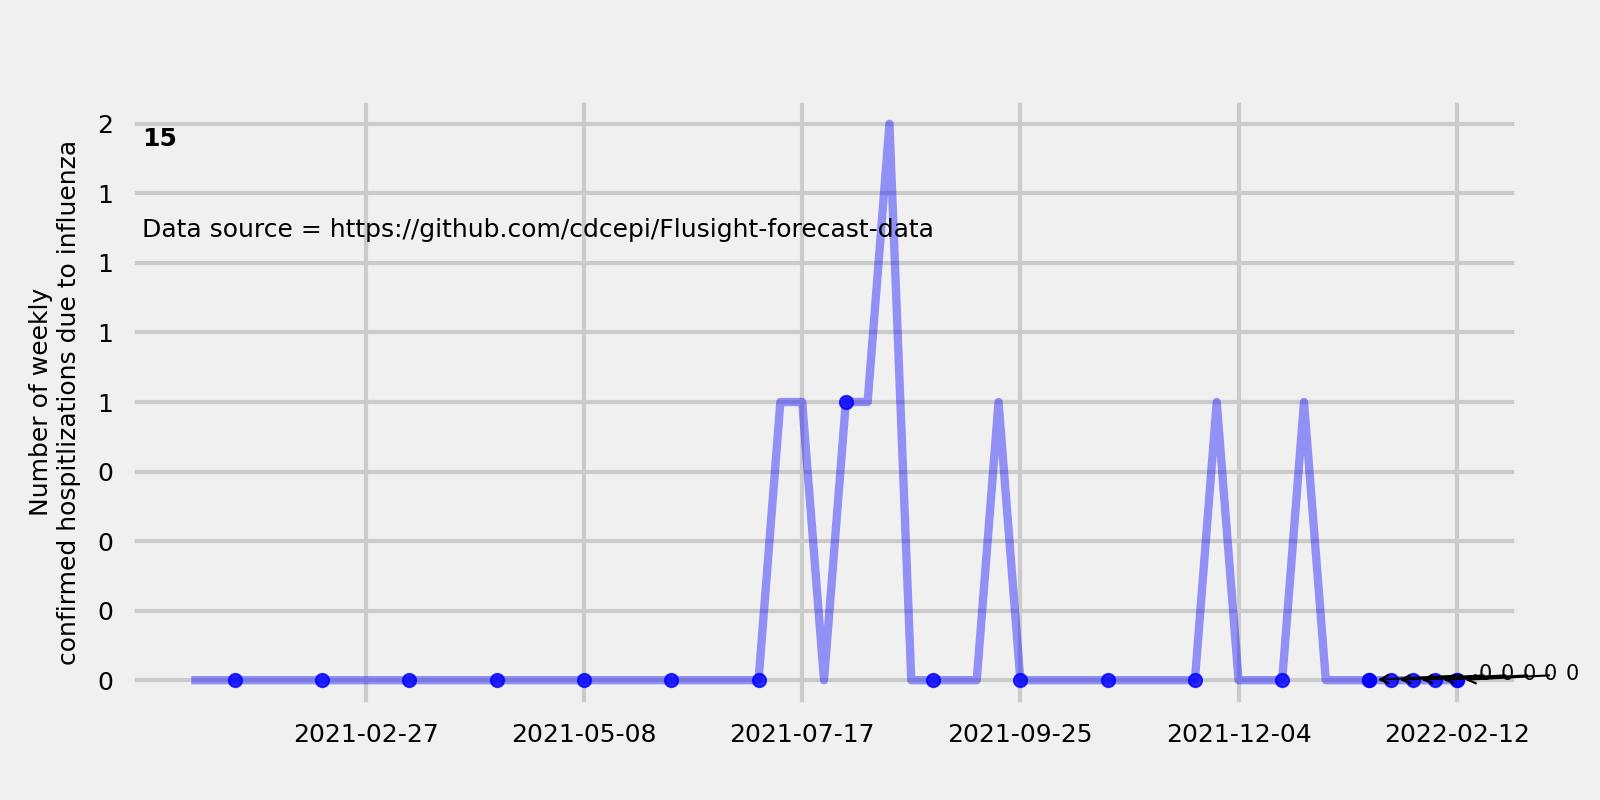 2
15
1
Data source = https://github.com/cdcepi/Flusight-forecast-data
1
1
1
0
0
0
0
Number of weekly
confirmed hospitlizations due to influenza
0 0 0 0 0
2021-02-27 2021-05-08 2021-07-17 2021-09-25 2021-12-04 2022-02-12